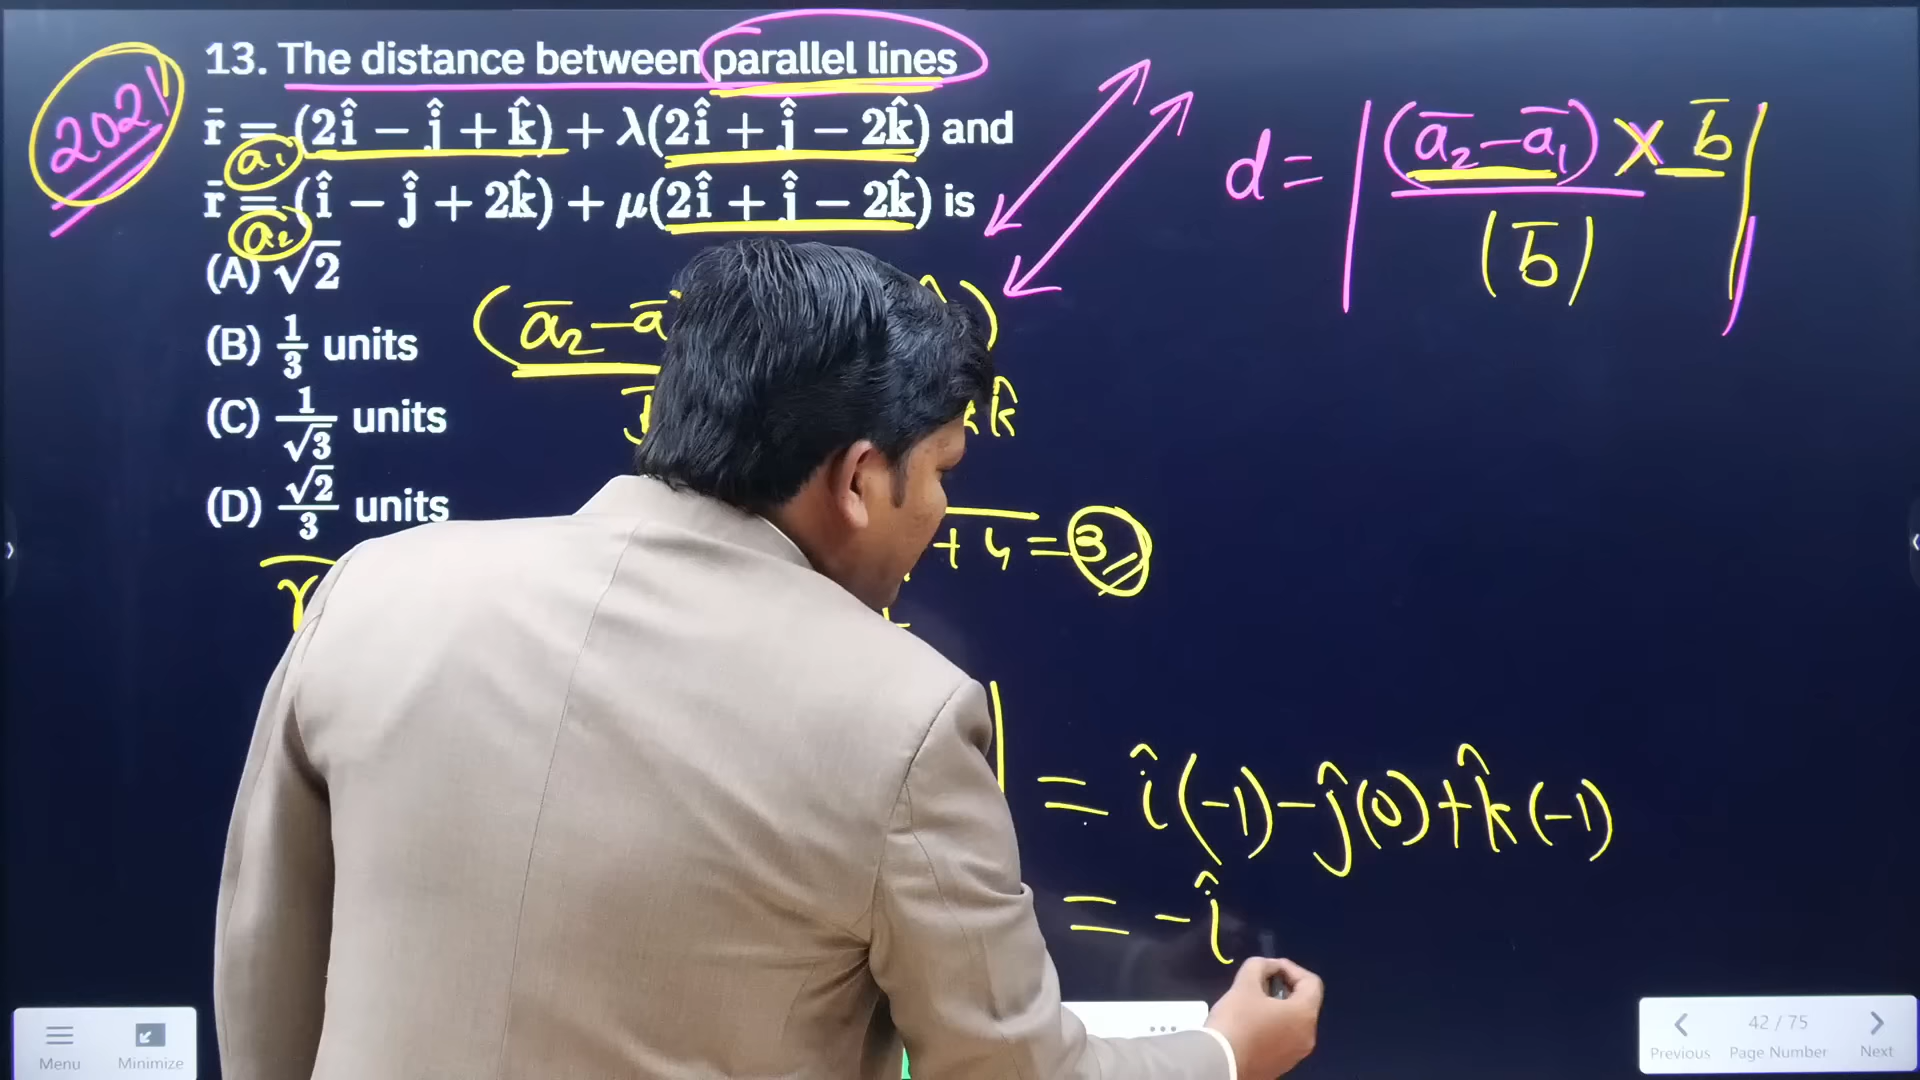 2021
13. The distance between parallel lines
r̄ = (2î − ĵ + k̂) + λ(2î + ĵ − 2k̂) and
a₁
r̄ = (î − ĵ + 2k̂) + μ(2î + ĵ − 2k̂) is
a₂
(A) √2
(B) 1/3 units
(C) 1/√3 units
(D) √2/3 units
d = |(ā₂ − ā₁) × b̄ / (b̄)|
(ā₂ − ā )
k̂
+ 4 = 3
= î(-1) - ĵ(0) + k̂(-1)
= -î
Menu
Minimize
42 / 75
Previous Page Number Next